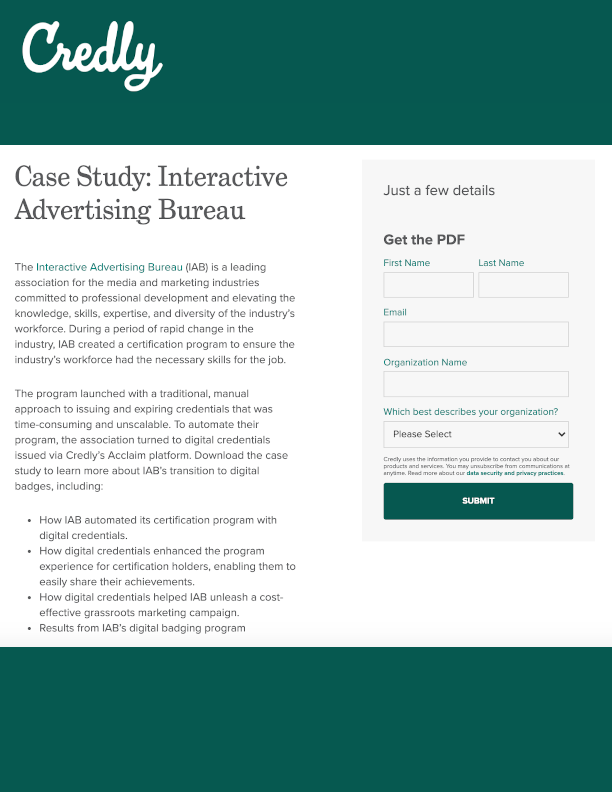 Credly
Case Study: Interactive
Advertising Bureau
The Interactive Advertising Bureau (IAB) is a leading
association for the media and marketing industries
committed to professional development and elevating the
knowledge, skills, expertise, and diversity of the industry's
workforce. During a period of rapid change in the
industry, IAB created a certification program to ensure the
industry's workforce had the necessary skills for the job.
The program launched with a traditional, manual
approach to issuing and expiring credentials that was
time-consuming and unscalable. To automate their
program, the association turned to digital credentials
issued via Credly's Acclaim platform. Download the case
study to learn more about IAB's transition to digital
badges, including:
• How IAB automated its certification program with
digital credentials.
• How digital credentials enhanced the program
experience for certification holders, enabling them to
easily share their achievements.
• How digital credentials helped IAB unleash a cost-
effective grassroots marketing campaign.
• Results from IAB's digital badging program
Just a few details
Get the PDF
First Name Last Name
Email
Organization Name
Which best describes your organization?
Please Select
Credly uses the information you provide to contact you about our
products and services. You may unsubscribe from communications at
anytime. Read more about our data security and privacy practices.
SUBMIT